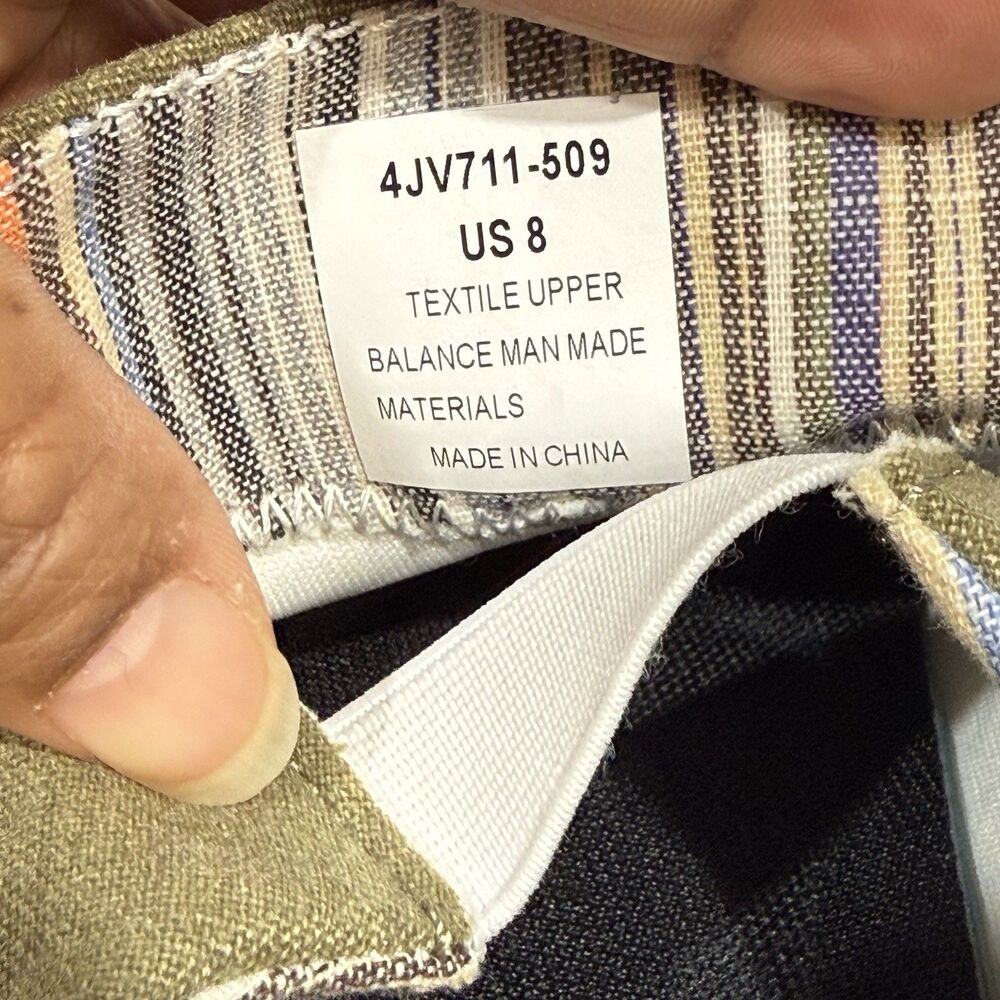 4JV711-509
US 8
TEXTILE UPPER
BALANCE MAN MADE
MATERIALS
MADE IN CHINA